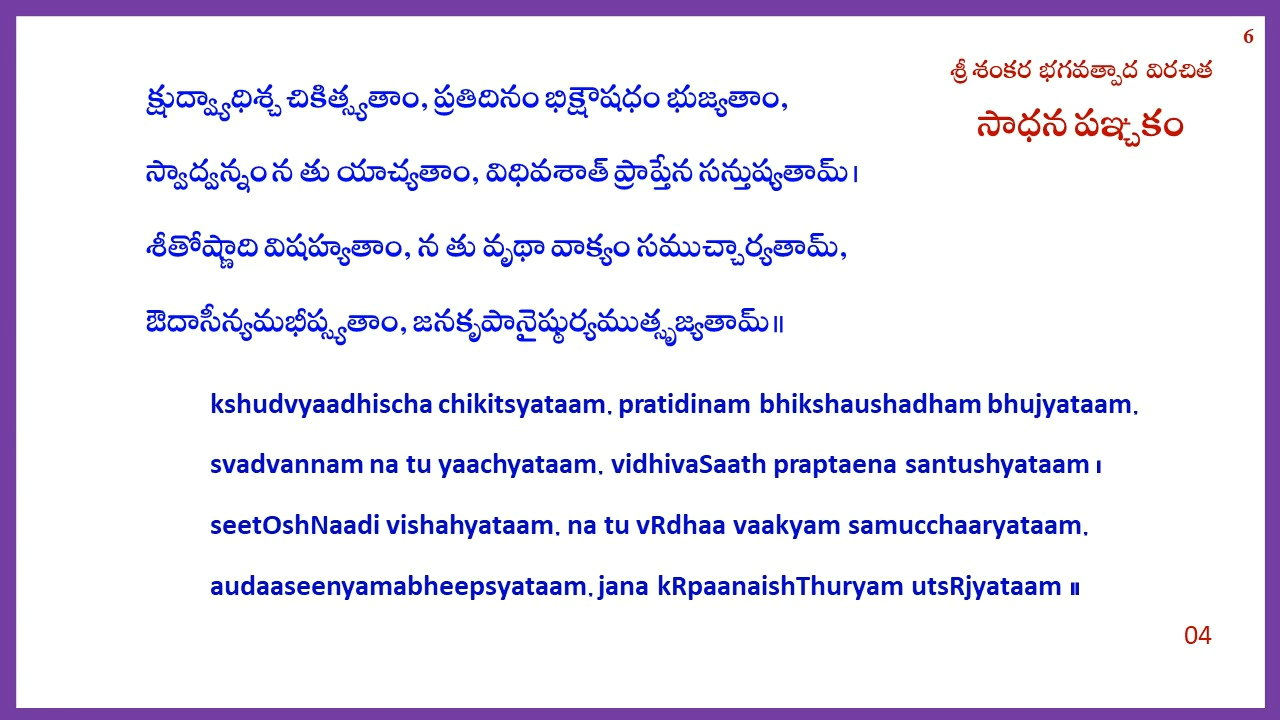 6
శ్రీ శంకర భగవత్పాద విరచిత
సాధన పఞ్చకం
క్షుద్వ్యాధిశ్చ చికిత్స్యతాం, ప్రతిదినం భిక్షౌషధం భుజ్యతాం,
స్వాద్వన్నం న తు యాచ్యతాం, విధివశాత్ ప్రాప్తేన సన్తుష్యతామ్।
శీతోష్ణాది విషహ్యతాం, న తు వృథా వాక్యం సముచ్చార్యతామ్,
ఔదాసీన్యమభీప్స్యతాం, జనకృపానైష్ఠుర్యముత్సృజ్యతామ్॥
kshudvyaadhischa chikitsyataam, pratidinam bhikshaushadham bhujyataam,
svadvannam na tu yaachyataam, vidhivaSaath praptaena santushyataam।
seetOshNaadi vishahyataam, na tu vRdhaa vaakyam samucchaaryataam,
audaaseenyamabheepsyataam, jana kRpaanaishThuryam utsRjyataam॥
04